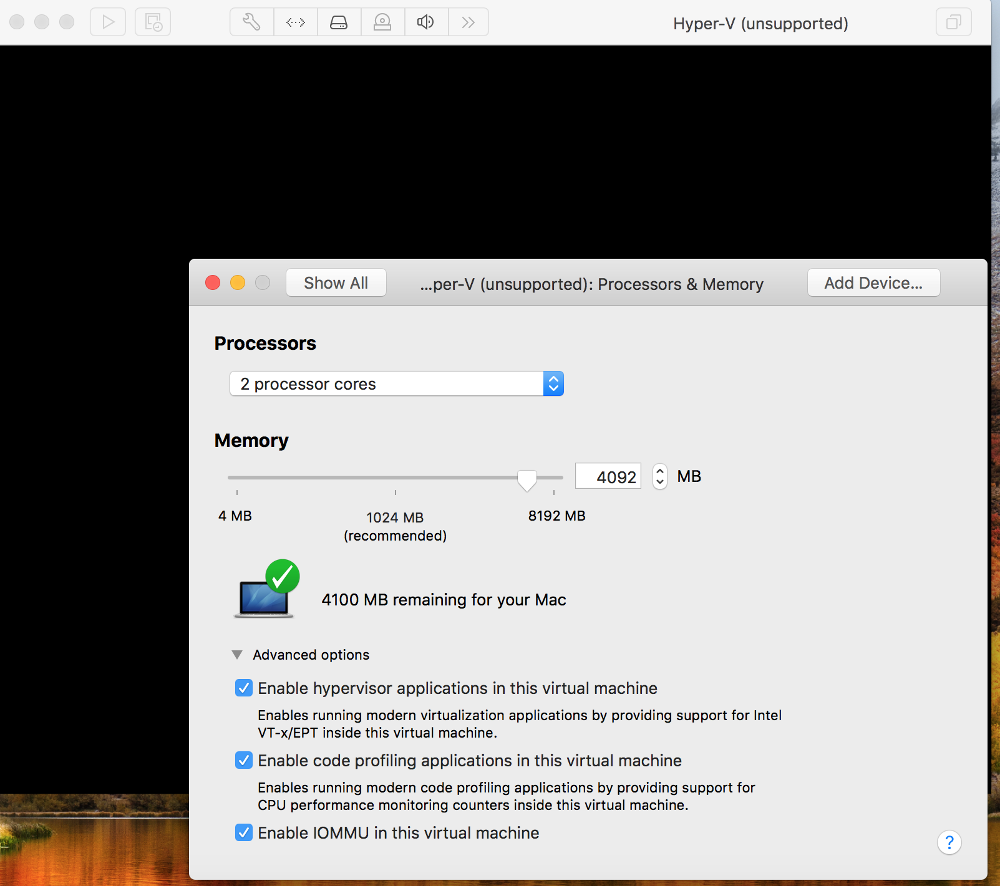 Hyper-V (unsupported)
Show All
...per-V (unsupported): Processors & Memory
Add Device...
Processors
2 processor cores
Memory
4092
MB
4 MB
1024 MB
(recommended)
8192 MB
4100 MB remaining for your Mac
Advanced options
Enable hypervisor applications in this virtual machine
Enables running modern virtualization applications by providing support for Intel
VT-x/EPT inside this virtual machine.
Enable code profiling applications in this virtual machine
Enables running modern code profiling applications by providing support for
CPU performance monitoring counters inside this virtual machine.
Enable IOMMU in this virtual machine
?